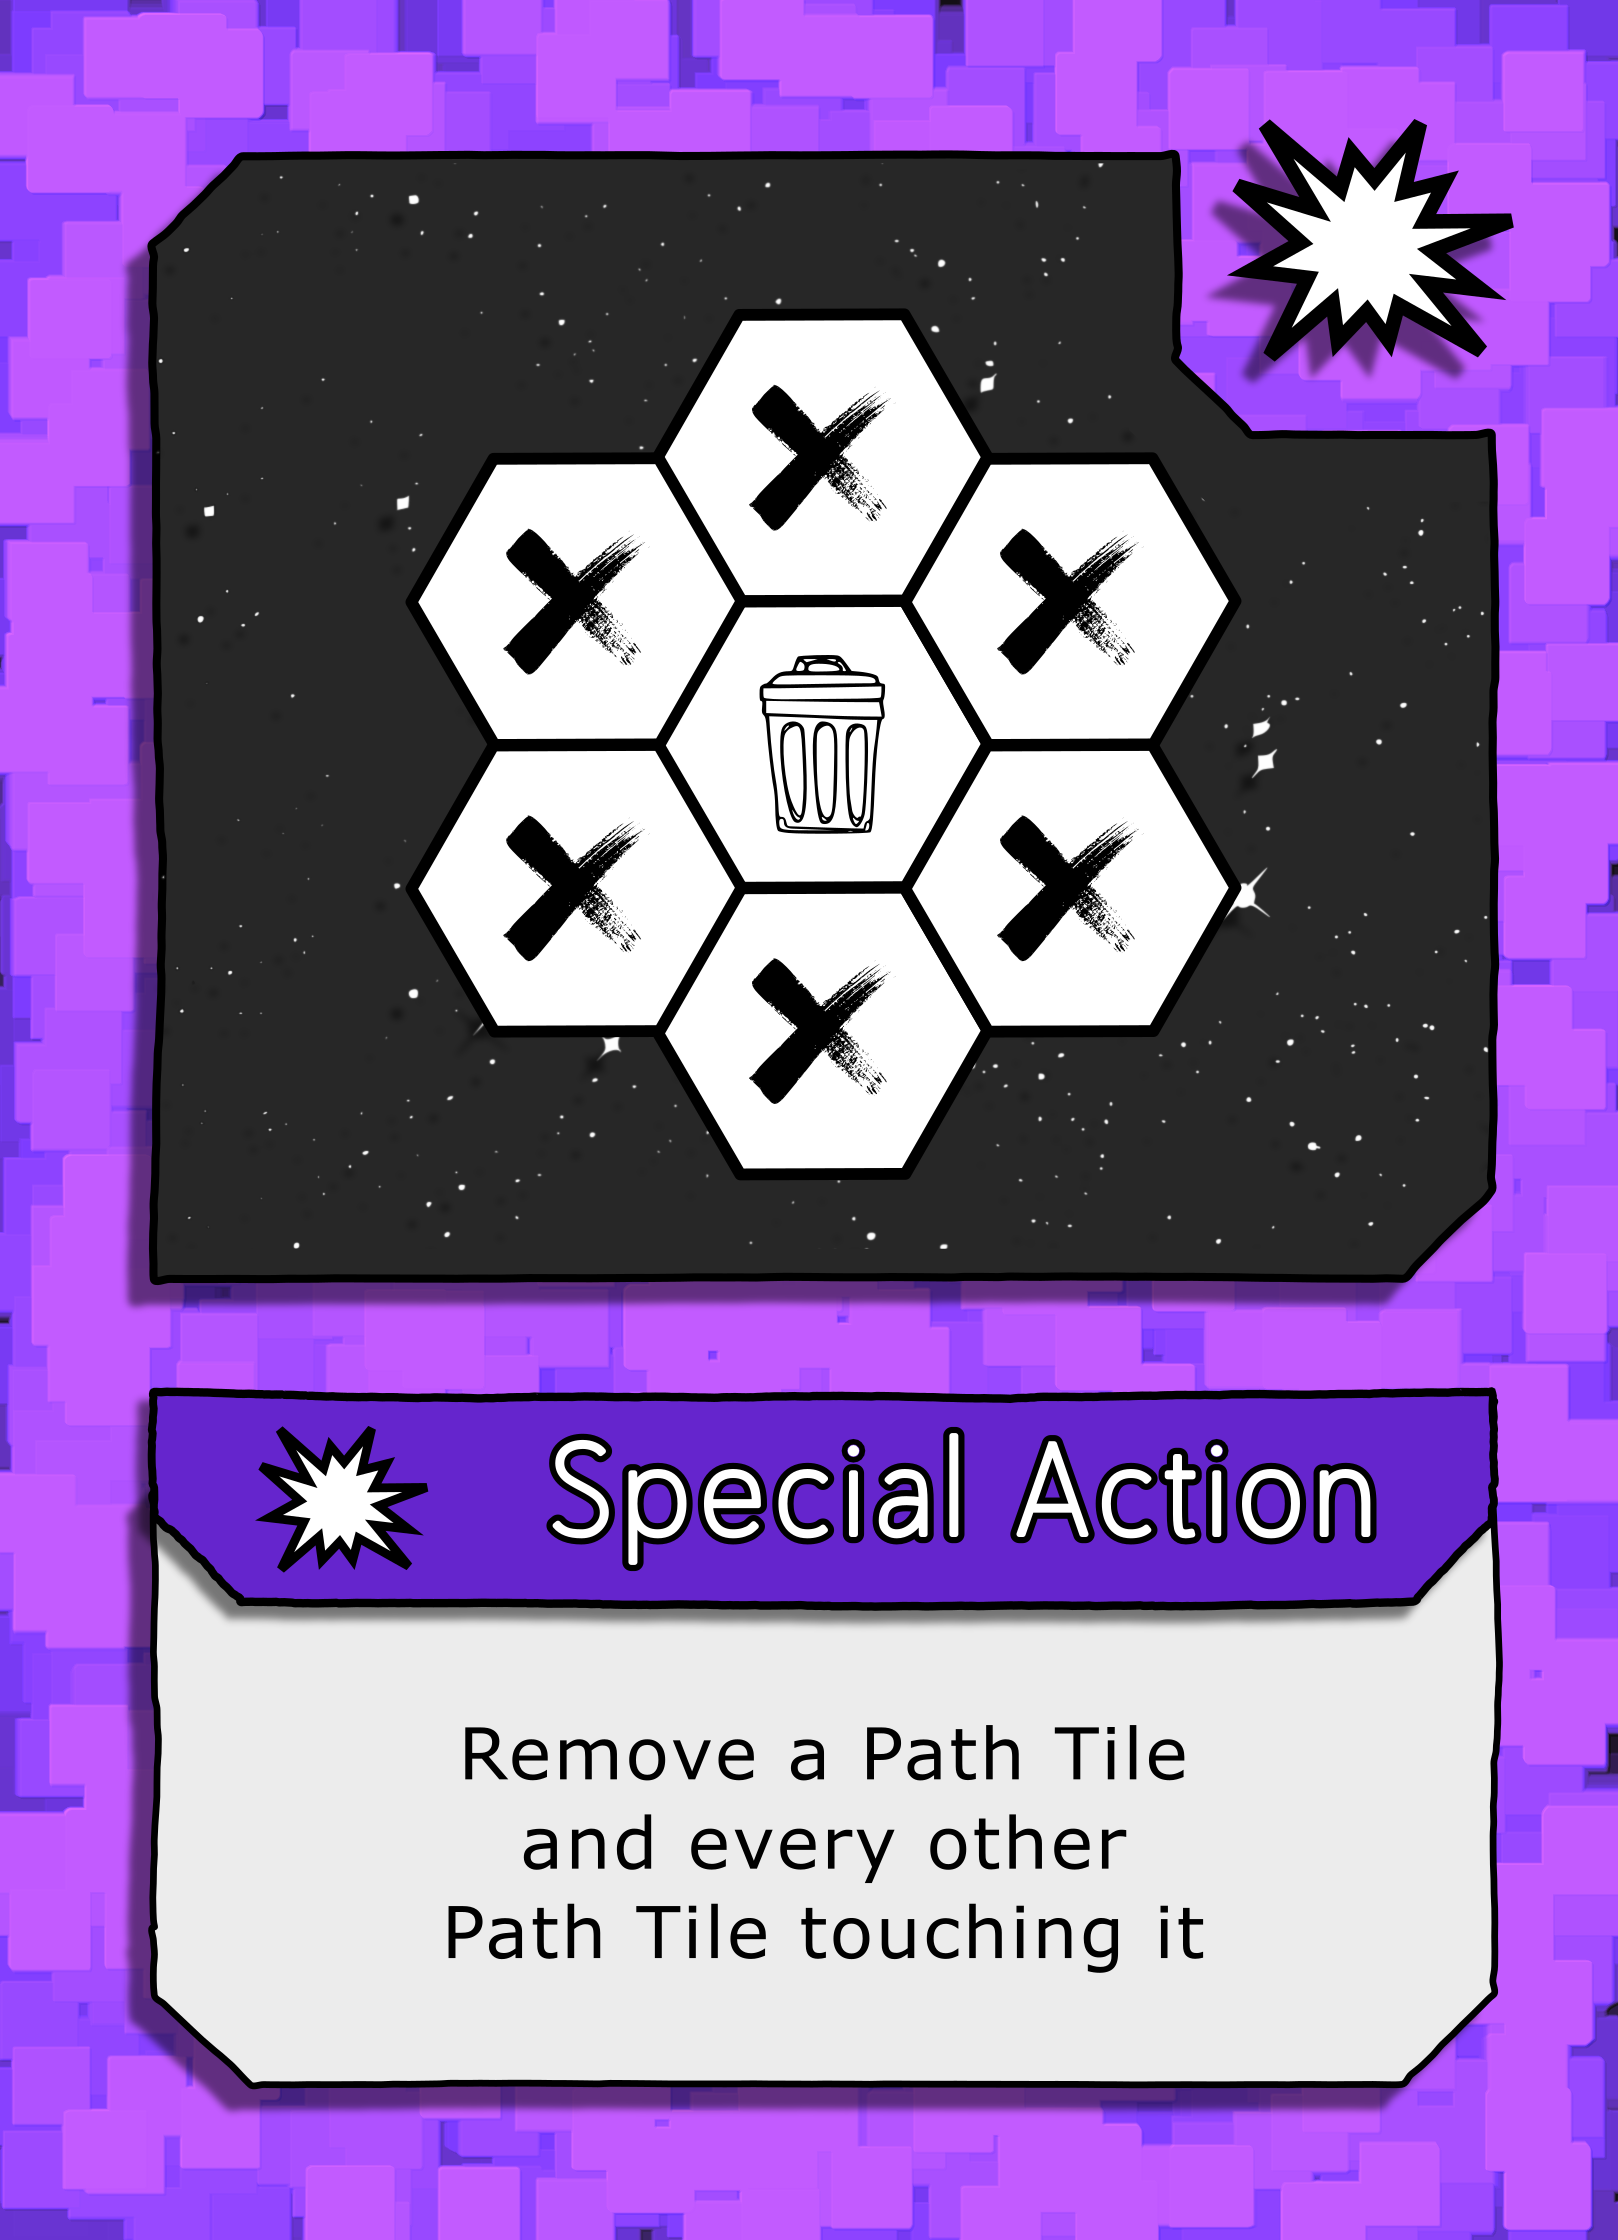 Special Action
Remove a Path Tile
and every other
Path Tile touching it